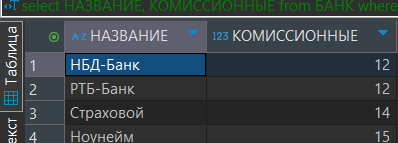 select НАЗВАНИЕ, КОМИССИОННЫЕ from БАНК where
Таблица
A-Z НАЗВАНИЕ 123 КОМИССИОННЫЕ
1 НБД-Банк 12
2 РТБ-Банк 12
3 Страховой 14
4 Ноунейм 15